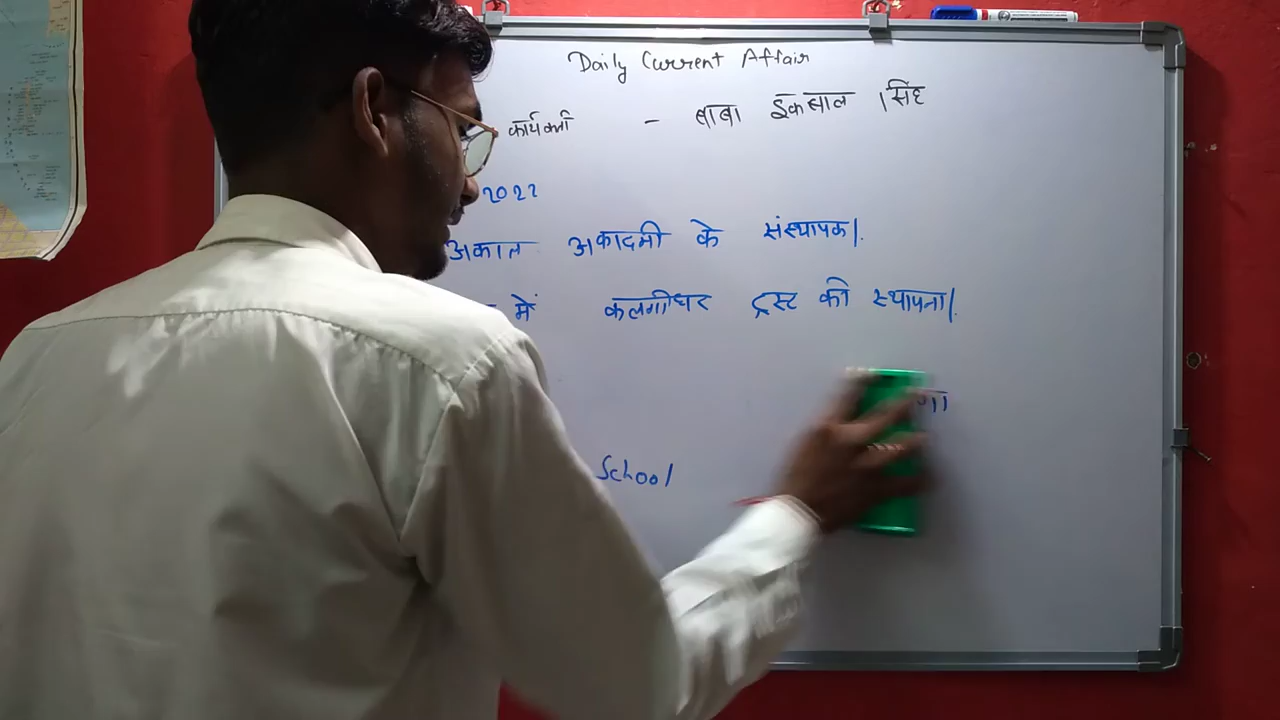 Daily Current Affair
कार्यकर्ता - बाबा इकबाल सिंह
2022
अकाल अकादमी के संस्थापक।
में कलगीधर ट्रस्ट की स्थापना।
School